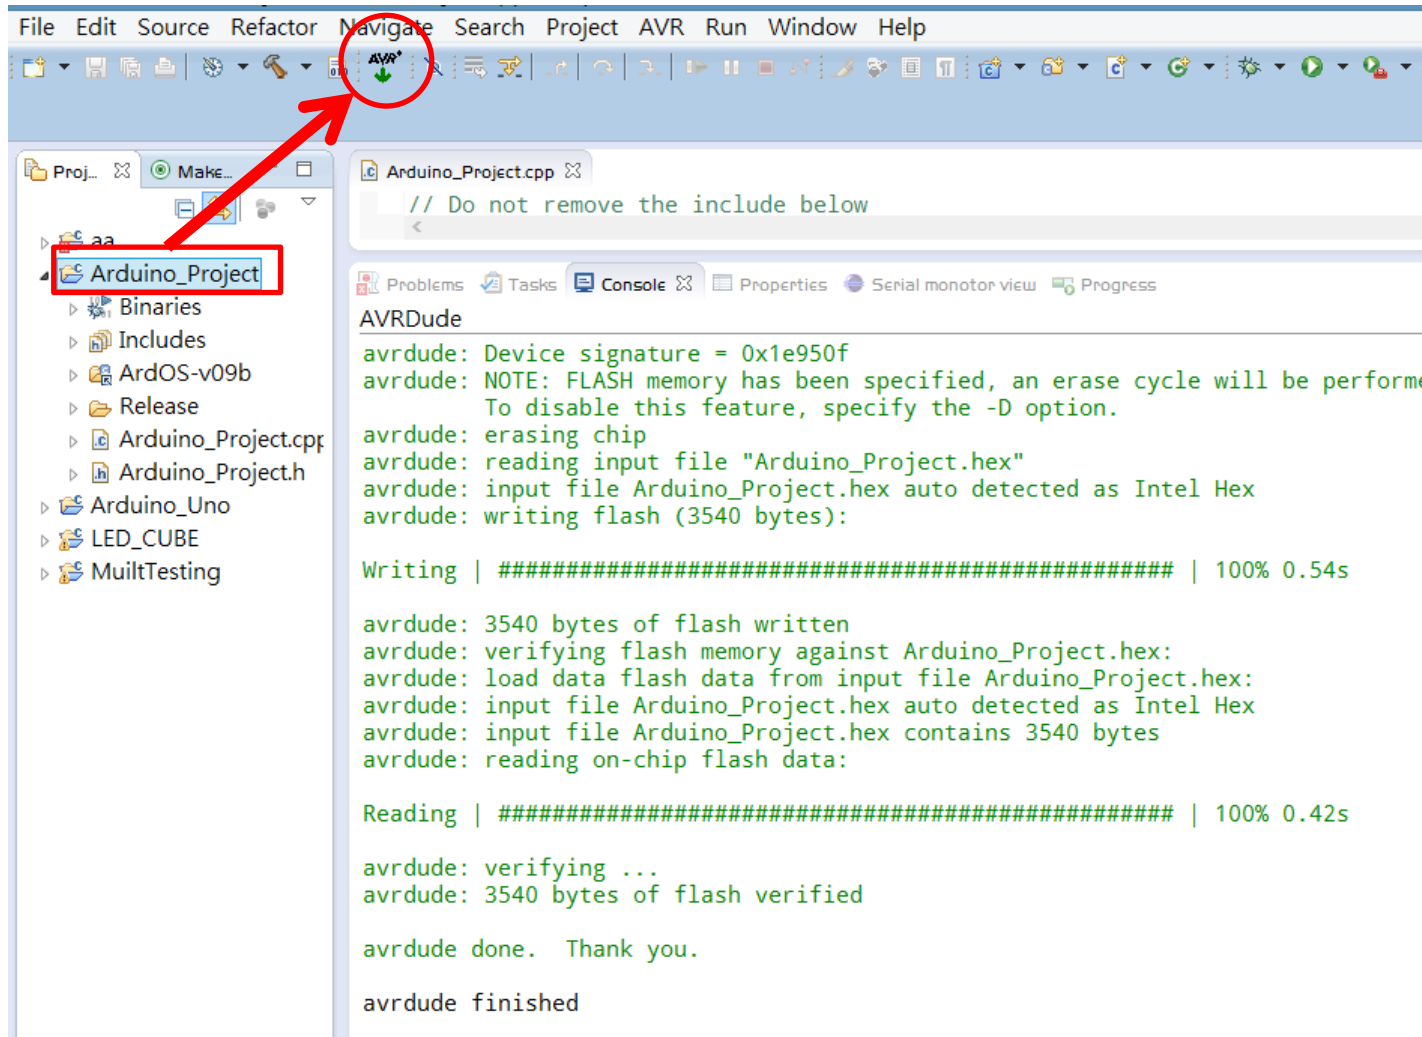 File Edit Source Refactor Navigate Search Project AVR Run Window Help
AVR
Proj...
Make...
Arduino_Project.cpp
// Do not remove the include below
aa
Arduino_Project
Binaries
Includes
ArdOS-v09b
Release
Arduino_Project.cpp
Arduino_Project.h
Arduino_Uno
LED_CUBE
MuiltTesting
Problems Tasks Console Properties Serial monotor view Progress
AVRDude
avrdude: Device signature = 0x1e950f
avrdude: NOTE: FLASH memory has been specified, an erase cycle will be performe
To disable this feature, specify the -D option.
avrdude: erasing chip
avrdude: reading input file "Arduino_Project.hex"
avrdude: input file Arduino_Project.hex auto detected as Intel Hex
avrdude: writing flash (3540 bytes):
Writing | ################################################## | 100% 0.54s
avrdude: 3540 bytes of flash written
avrdude: verifying flash memory against Arduino_Project.hex:
avrdude: load data flash data from input file Arduino_Project.hex:
avrdude: input file Arduino_Project.hex auto detected as Intel Hex
avrdude: input file Arduino_Project.hex contains 3540 bytes
avrdude: reading on-chip flash data:
Reading | ################################################## | 100% 0.42s
avrdude: verifying ...
avrdude: 3540 bytes of flash verified
avrdude done.  Thank you.
avrdude finished